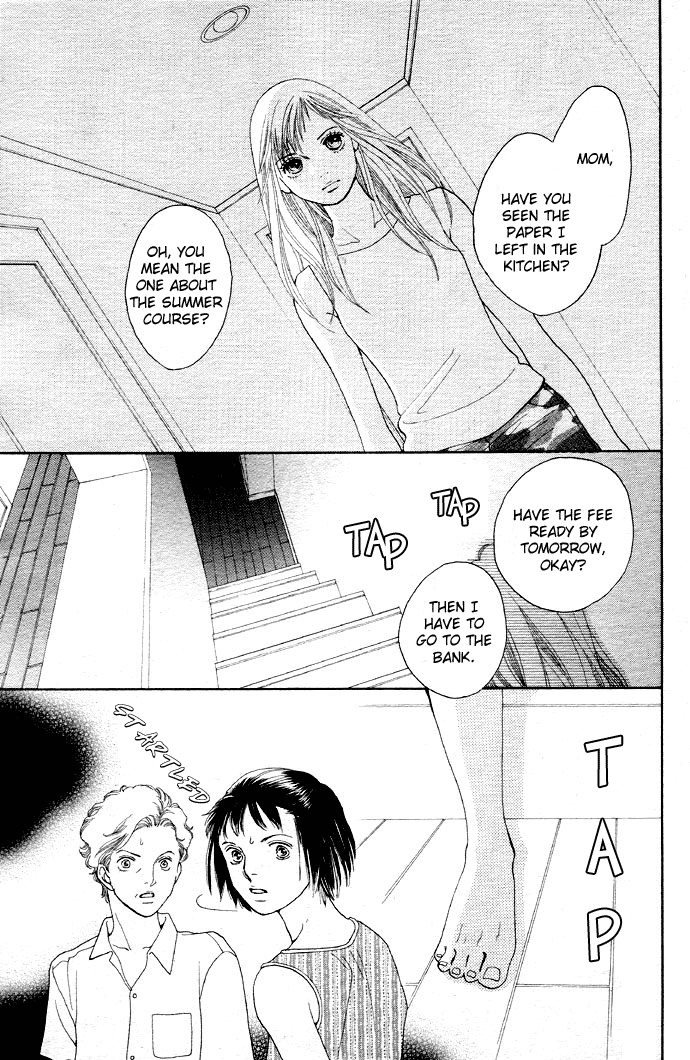 MOM,
HAVE YOU
SEEN THE
PAPER I
LEFT IN THE
KITCHEN?
OH, YOU
MEAN THE
ONE ABOUT
THE SUMMER
COURSE?
HAVE THE FEE
READY BY
TOMORROW,
OKAY?
TAP
TAP
THEN I
HAVE TO
GO TO THE
BANK.
TAP
STARTLED